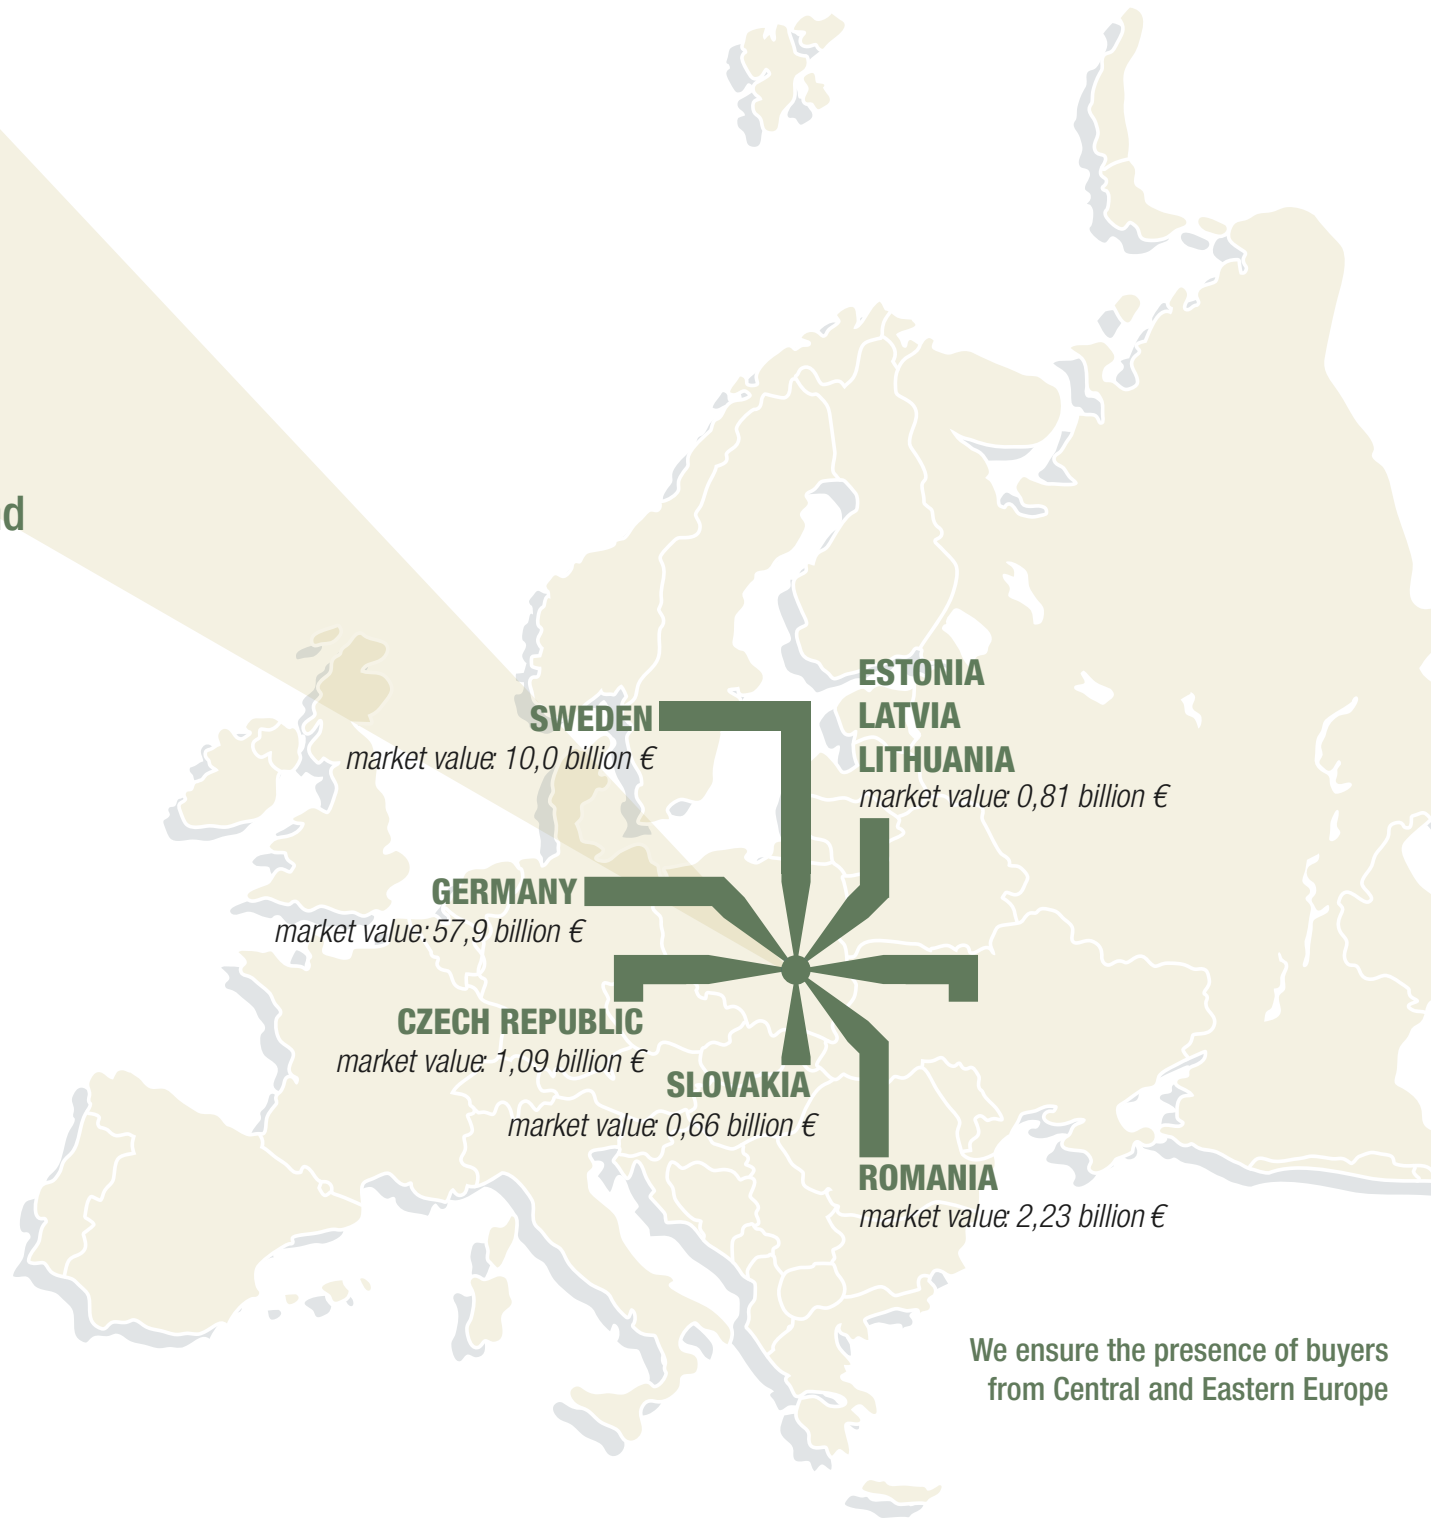 d
ESTONIA
LATVIA
LITHUANIA
market value: 0,81 billion €
SWEDEN
market value: 10,0 billion €
GERMANY
market value: 57,9 billion €
CZECH REPUBLIC
market value: 1,09 billion €
SLOVAKIA
market value: 0,66 billion €
ROMANIA
market value: 2,23 billion €
We ensure the presence of buyers
from Central and Eastern Europe